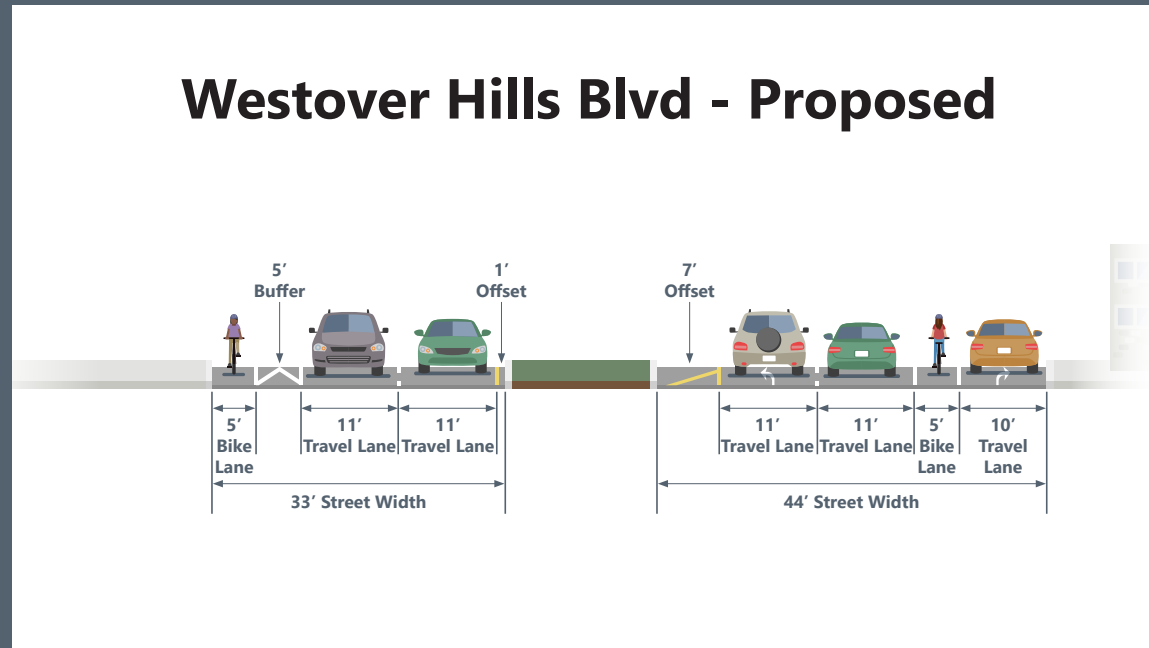 Westover Hills Blvd - Proposed
5′
Buffer
1′
Offset
7′
Offset
5′
Bike
Lane
11′
Travel Lane
11′
Travel Lane
11′
Travel Lane
11′
Travel Lane
5′
Bike
Lane
10′
Travel
Lane
33′ Street Width
44′ Street Width